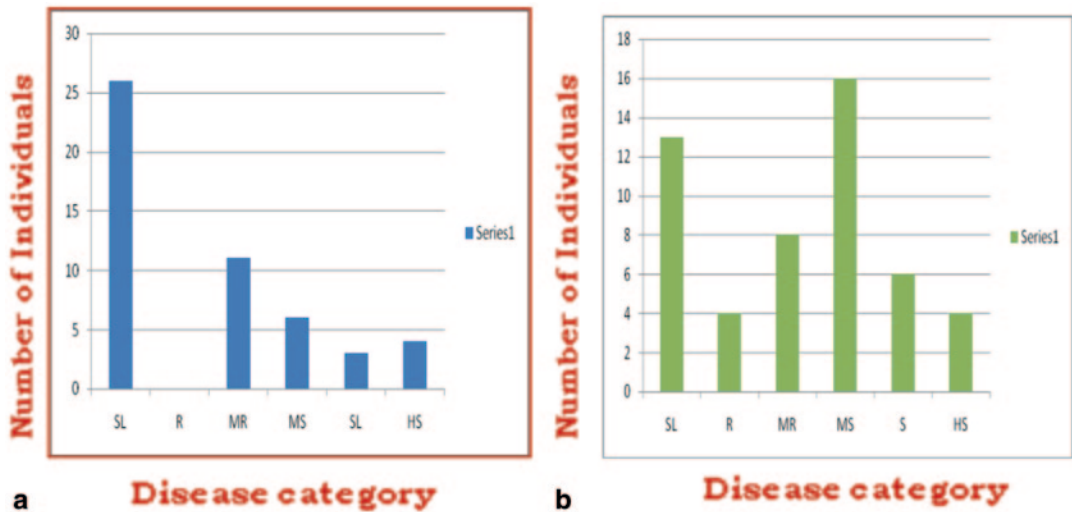 Number of Individuals
30
25
20
15
10
5
0
SL R MR MS SL HS
Series1
Disease category
a
Number of Individuals
18
16
14
12
10
8
6
4
2
0
SL R MR MS S HS
Series1
Disease category
b